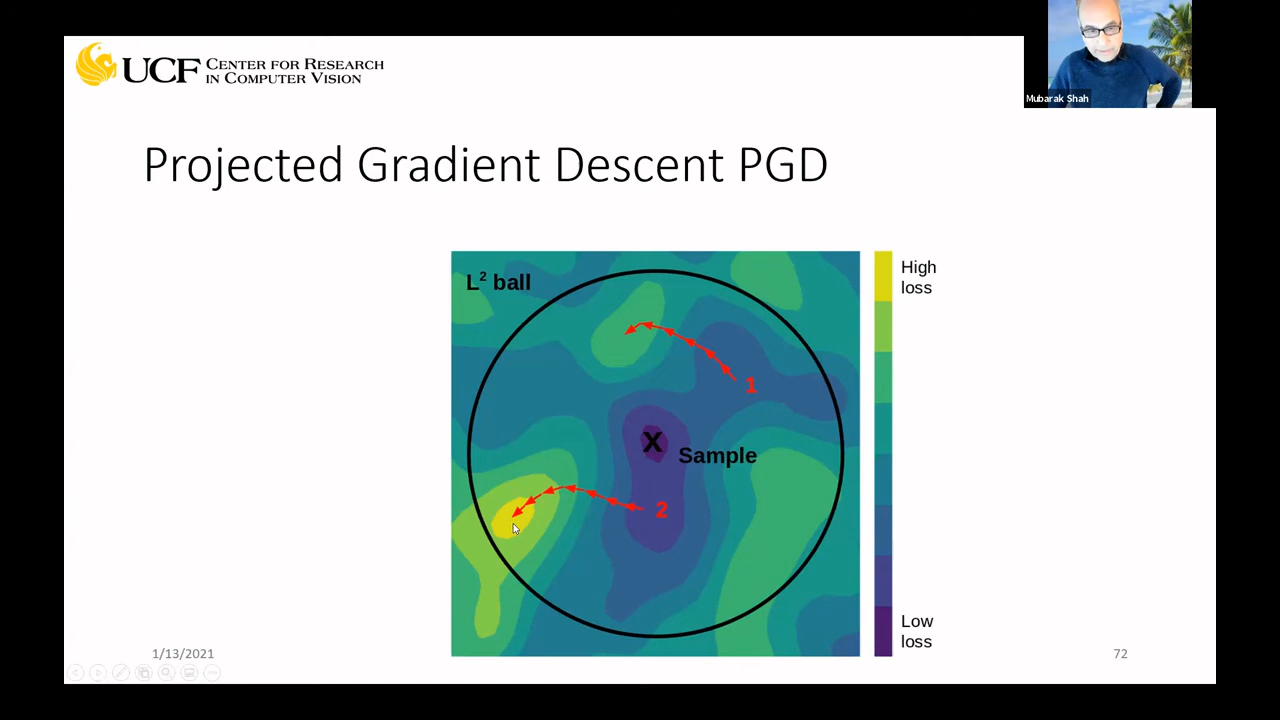 UCF CENTER FOR RESEARCH
IN COMPUTER VISION
Mubarak Shah
Projected Gradient Descent PGD
L² ball
High
loss
1
X
Sample
2
Low
loss
1/13/2021
72